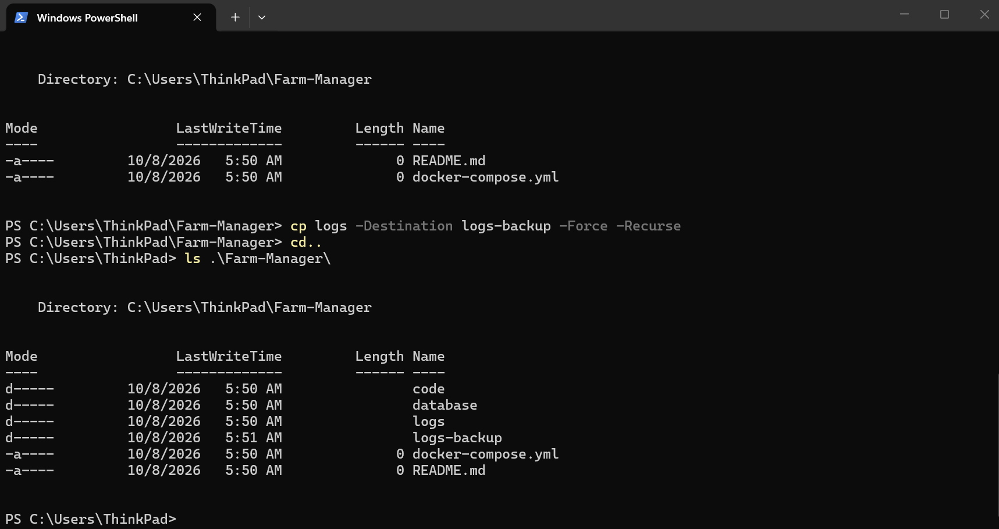 Windows PowerShell
    Directory: C:\Users\ThinkPad\Farm-Manager
Mode                 LastWriteTime         Length Name
----                 -------------         ------ ----
-a----         10/8/2026   5:50 AM              0 README.md
-a----         10/8/2026   5:50 AM              0 docker-compose.yml
PS C:\Users\ThinkPad\Farm-Manager> cp logs -Destination logs-backup -Force -Recurse
PS C:\Users\ThinkPad\Farm-Manager> cd..
PS C:\Users\ThinkPad> ls .\Farm-Manager\
    Directory: C:\Users\ThinkPad\Farm-Manager
Mode                 LastWriteTime         Length Name
----                 -------------         ------ ----
d-----         10/8/2026   5:50 AM                code
d-----         10/8/2026   5:50 AM                database
d-----         10/8/2026   5:50 AM                logs
d-----         10/8/2026   5:51 AM                logs-backup
-a----         10/8/2026   5:50 AM              0 docker-compose.yml
-a----         10/8/2026   5:50 AM              0 README.md
PS C:\Users\ThinkPad>